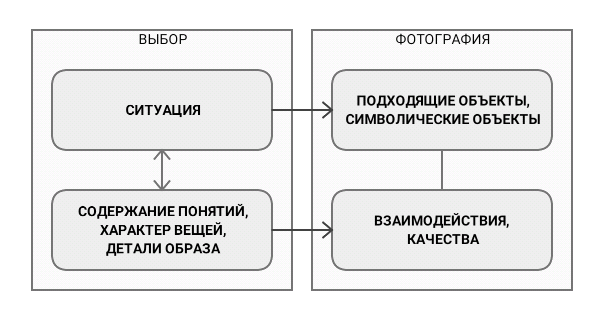 ВЫБОР
СИТУАЦИЯ
СОДЕРЖАНИЕ ПОНЯТИЙ,
ХАРАКТЕР ВЕЩЕЙ,
ДЕТАЛИ ОБРАЗА
ФОТОГРАФИЯ
ПОДХОДЯЩИЕ ОБЪЕКТЫ,
СИМВОЛИЧЕСКИЕ ОБЪЕКТЫ
ВЗАИМОДЕЙСТВИЯ,
КАЧЕСТВА